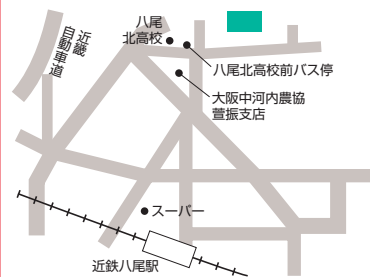 八尾
北高校
近畿
自動車道
八尾北高校前バス停
大阪中河内農協
萱振支店
スーパー
近鉄八尾駅